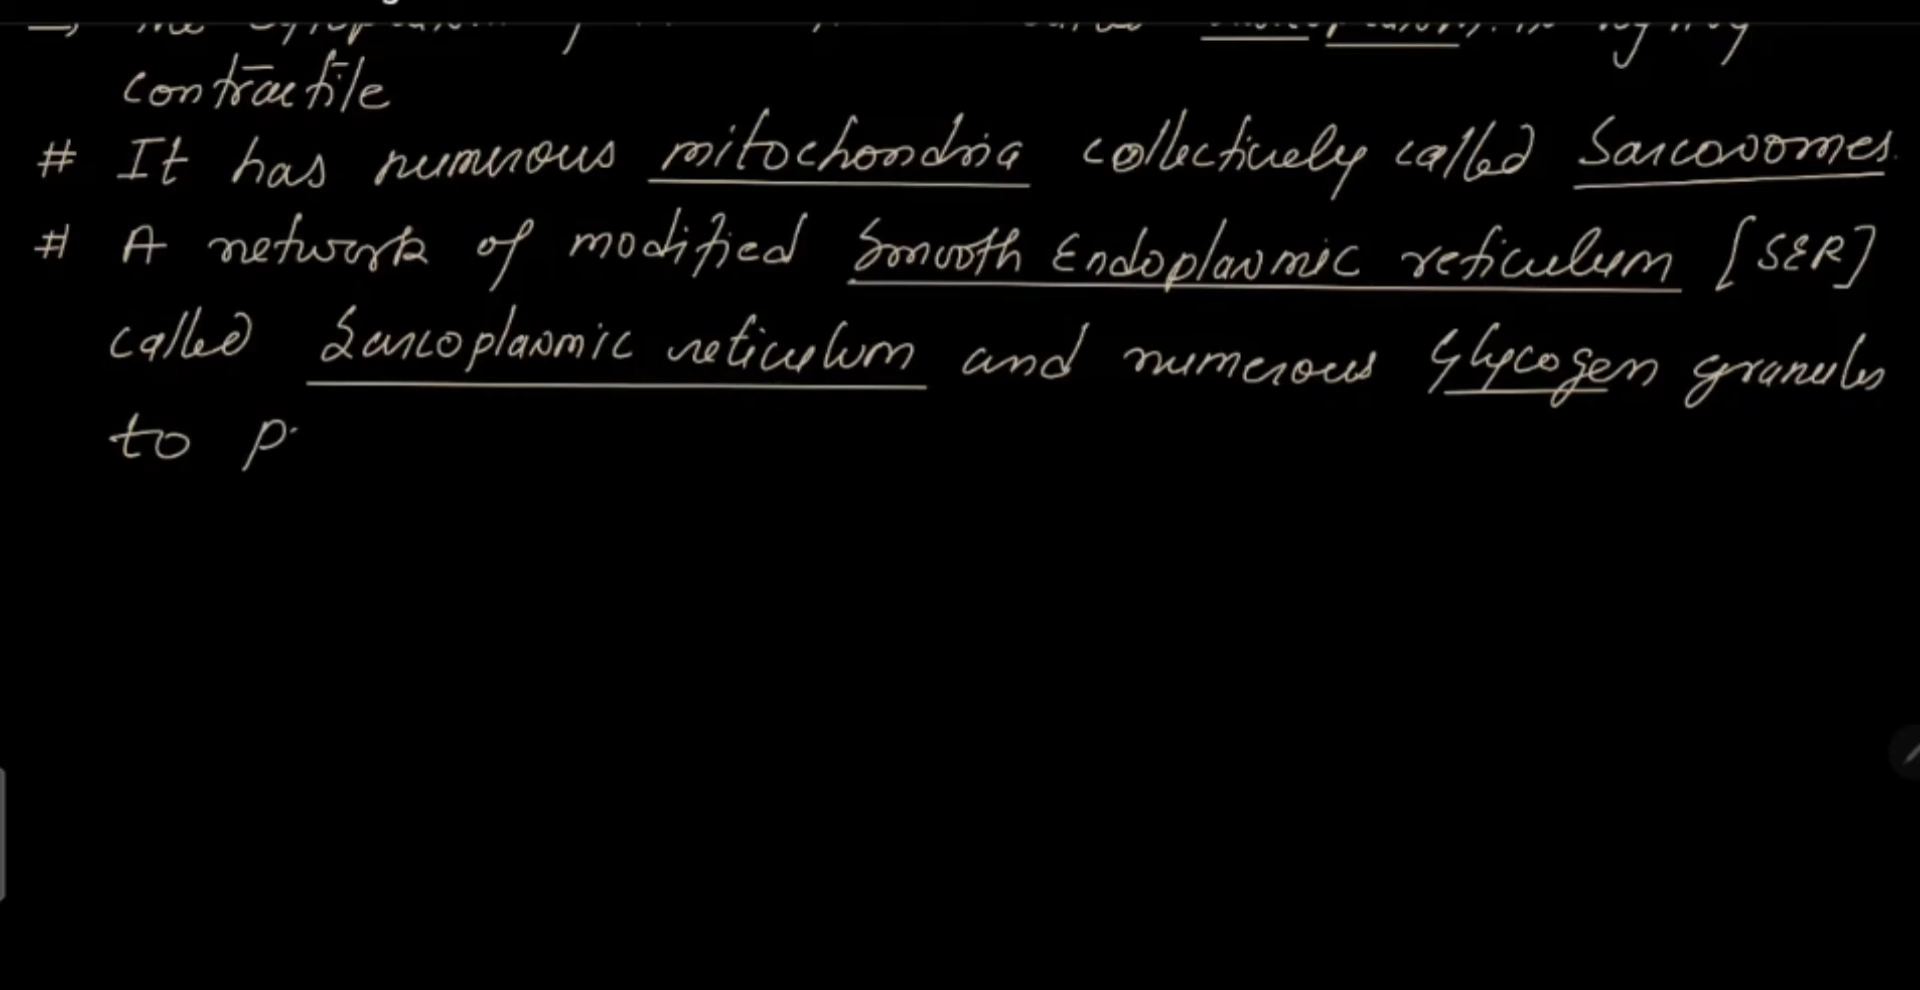 contractile
# It has numerous mitochondria collectively called Sarcosomes.
# A network of modified Smooth Endoplasmic reticulum [SER]
called Sarcoplasmic reticulum and numerous Glycogen granules
to p